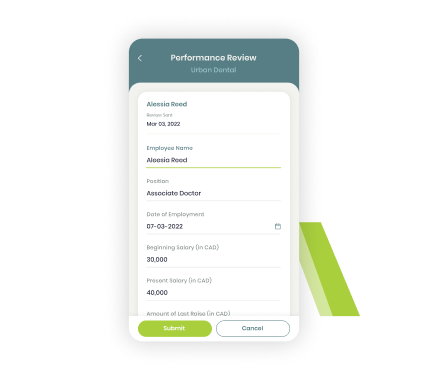 Performance Review
Urban Dental
Aleesia Reed
Review Sent
Mar 03, 2022
Employee Name
Aleesia Reed
Position
Associate Doctor
Date of Employment
07-03-2022
Beginning Salary (in CAD)
30,000
Present Salary (in CAD)
40,000
Amount of Last Raise (in CAD)
Submit
Cancel